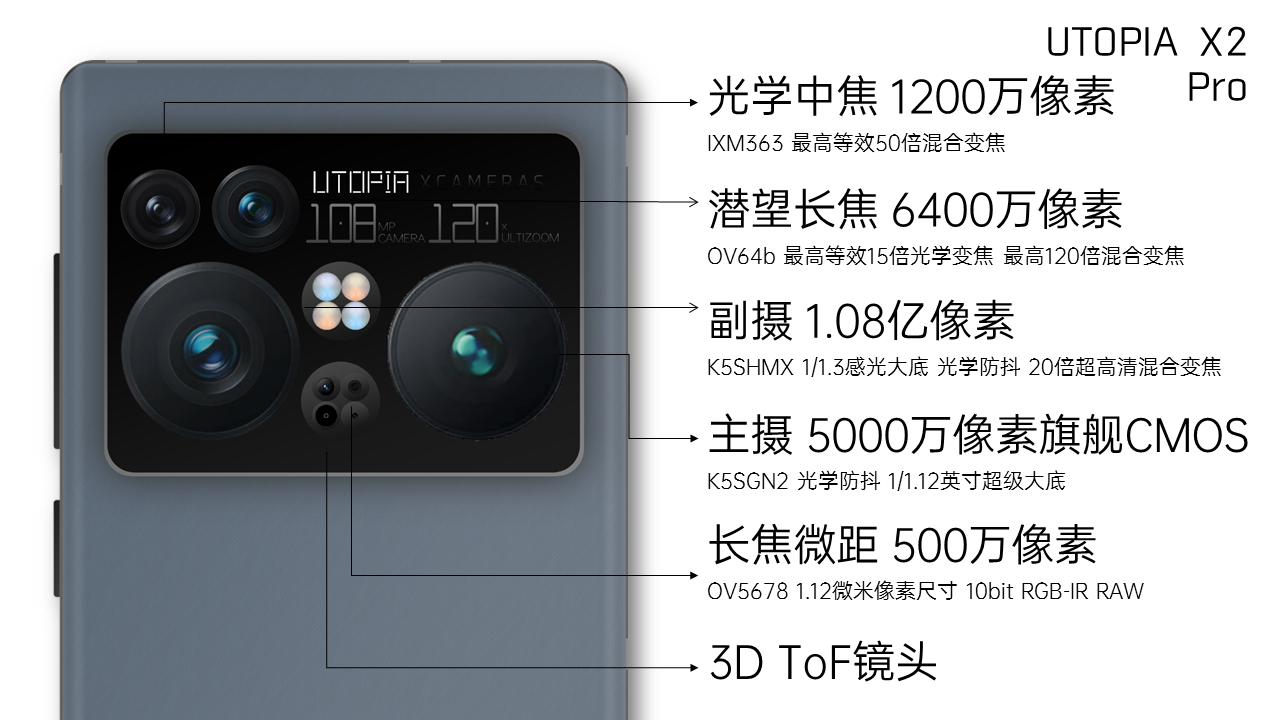 UTOPIA X2
Pro
光学中焦 1200万像素
IXM363 最高等效50倍混合变焦
UTOPIA XCAMERAS
108 MP CAMERA 120 x ULTIZOOM
潜望长焦 6400万像素
OV64b 最高等效15倍光学变焦 最高120倍混合变焦
副摄 1.08亿像素
K5SHMX 1/1.3感光大底 光学防抖 20倍超高清混合变焦
主摄 5000万像素旗舰CMOS
K5SGN2 光学防抖 1/1.12英寸超级大底
长焦微距 500万像素
OV5678 1.12微米像素尺寸 10bit RGB-IR RAW
3D ToF镜头